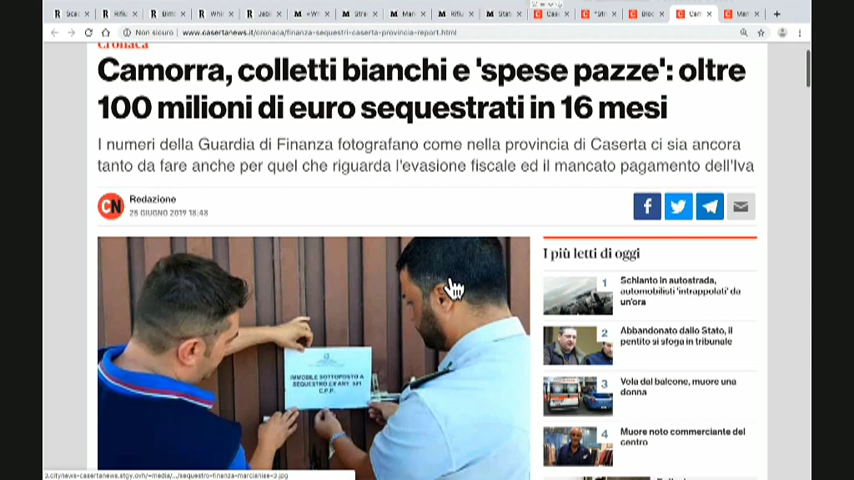 Non sicuro
www.casertanews.it/cronaca/finanza-sequestri-caserta-provincia-report.html
Cronaca
Camorra, colletti bianchi e 'spese pazze': oltre
100 milioni di euro sequestrati in 16 mesi
I numeri della Guardia di Finanza fotografano come nella provincia di Caserta ci sia ancora
tanto da fare anche per quel che riguarda l'evasione fiscale ed il mancato pagamento dell'Iva
CN
Redazione
25 GIUGNO 2019 18:48
I più letti di oggi
1
Schianto in autostrada,
automobilisti 'intrappolati' da
un'ora
2
Abbandonato dallo Stato, il
pentito si sfoga in tribunale
3
Vola dal balcone, muore una
donna
4
Muore noto commerciante del
centro
IMMOBILE SOTTOPOSTO A
SEQUESTRO EX ART. 321
C.P.P.